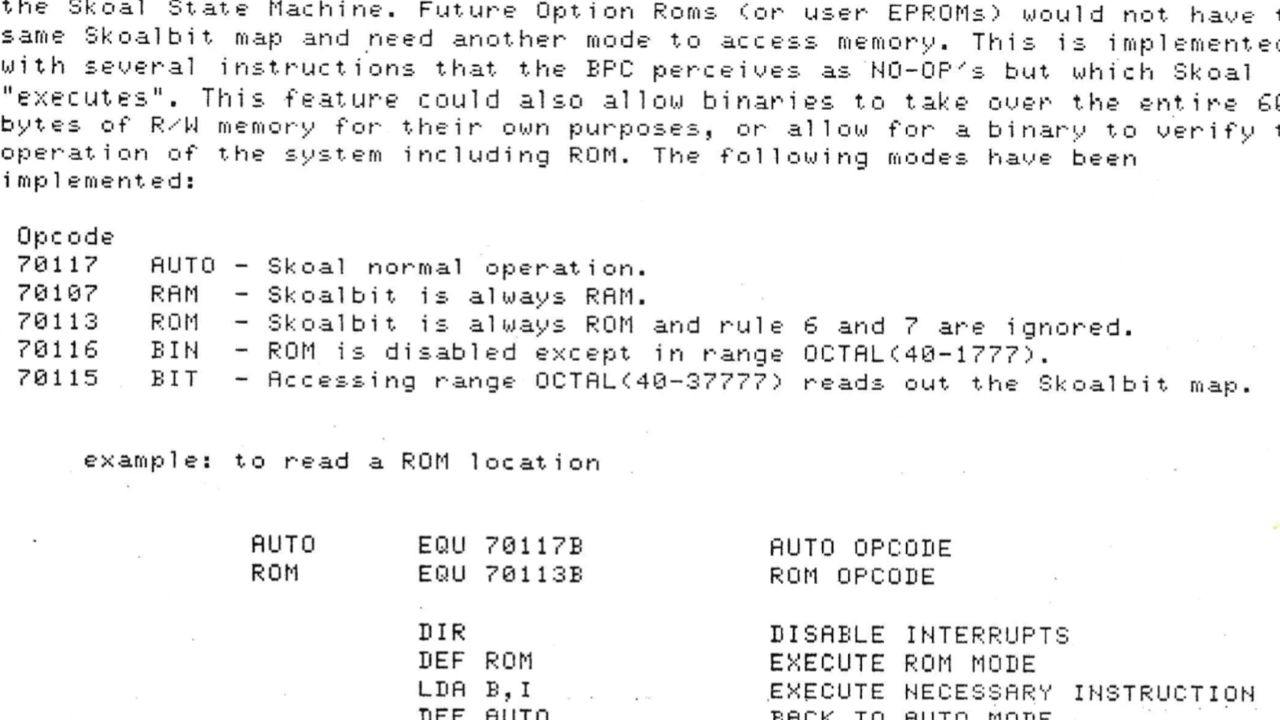 the Skoal State Machine. Future Option Roms (or user EPROMs) would not have
same Skoalbit map and need another mode to access memory. This is implemented
with several instructions that the BPC perceives as NO-OP's but which Skoal
"executes". This feature could also allow binaries to take over the entire
bytes of R/W memory for their own purposes, or allow for a binary to verify
operation of the system including ROM. The following modes have been
implemented:
Opcode
70117 AUTO - Skoal normal operation.
70107 RAM - Skoalbit is always RAM.
70113 ROM - Skoalbit is always ROM and rule 6 and 7 are ignored.
70116 BIN - ROM is disabled except in range OCTAL(40-1777).
70115 BIT - Accessing range OCTAL(40-37777) reads out the Skoalbit map.
example: to read a ROM location
AUTO EQU 70117B AUTO OPCODE
ROM EQU 70113B ROM OPCODE
DIR DISABLE INTERRUPTS
DEF ROM EXECUTE ROM MODE
LDA B,I EXECUTE NECESSARY INSTRUCTION
DEF AUTO BACK TO AUTO MODE